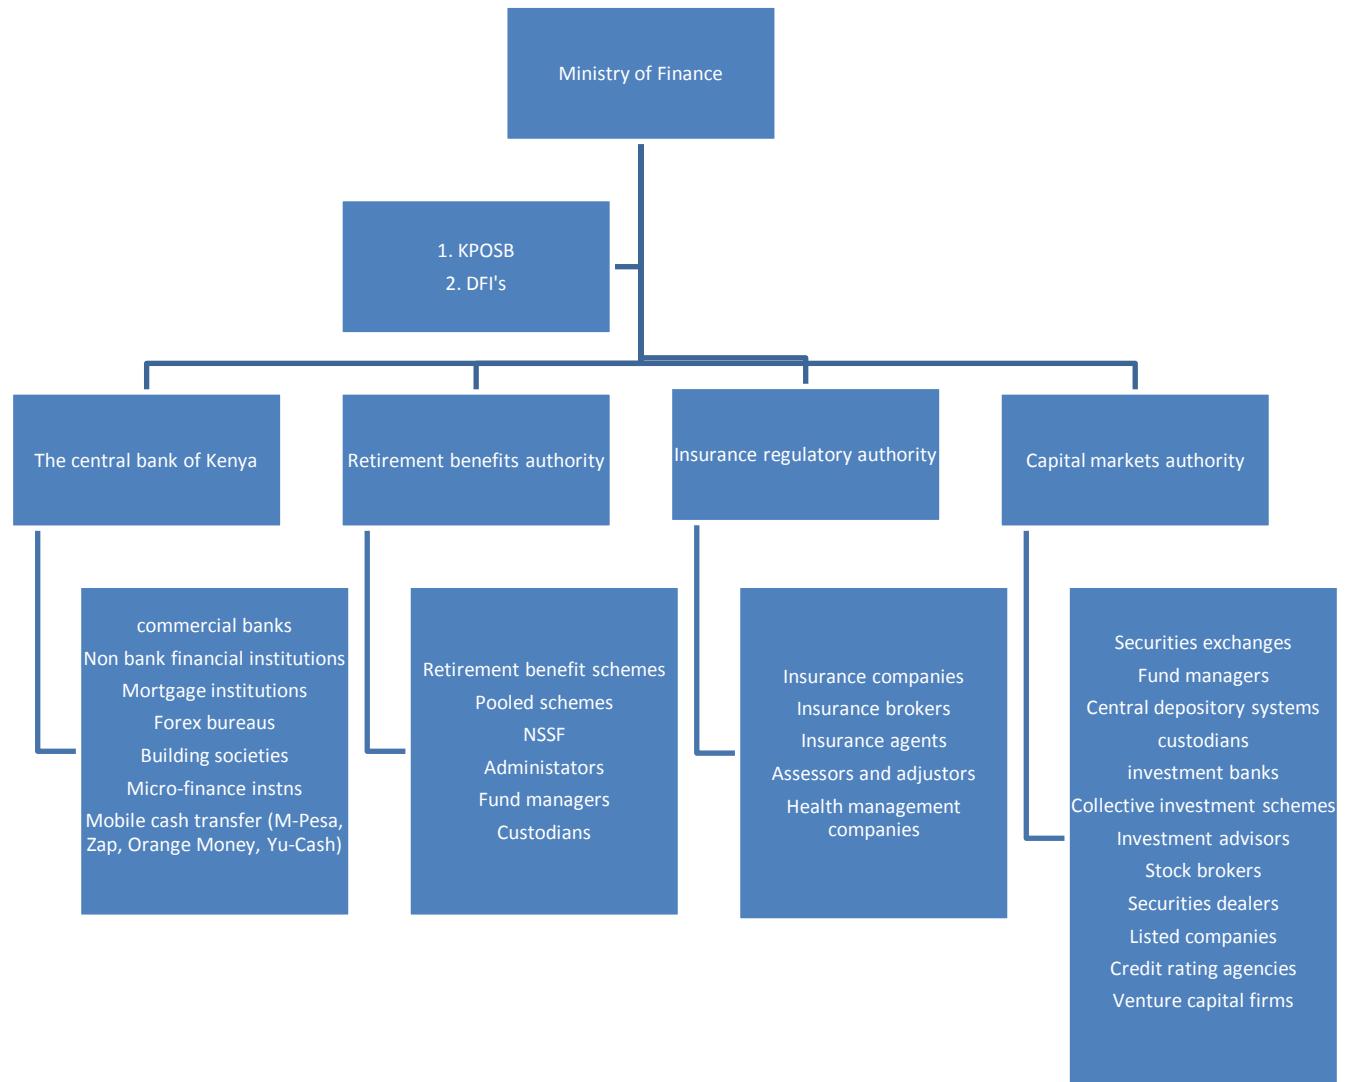 Ministry of Finance
1. KPOSB
2. DFI's
The central bank of Kenya
Retirement benefits authority
Insurance regulatory authority
Capital markets authority
commercial banks
Non bank financial institutions
Mortgage institutions
Forex bureaus
Building societies
Micro-finance instns
Mobile cash transfer (M-Pesa,
Zap, Orange Money, Yu-Cash)
Retirement benefit schemes
Pooled schemes
NSSF
Administators
Fund managers
Custodians
Insurance companies
Insurance brokers
Insurance agents
Assessors and adjustors
Health management
companies
Securities exchanges
Fund managers
Central depository systems
custodians
investment banks
Collective investment schemes
Investment advisors
Stock brokers
Securities dealers
Listed companies
Credit rating agencies
Venture capital firms